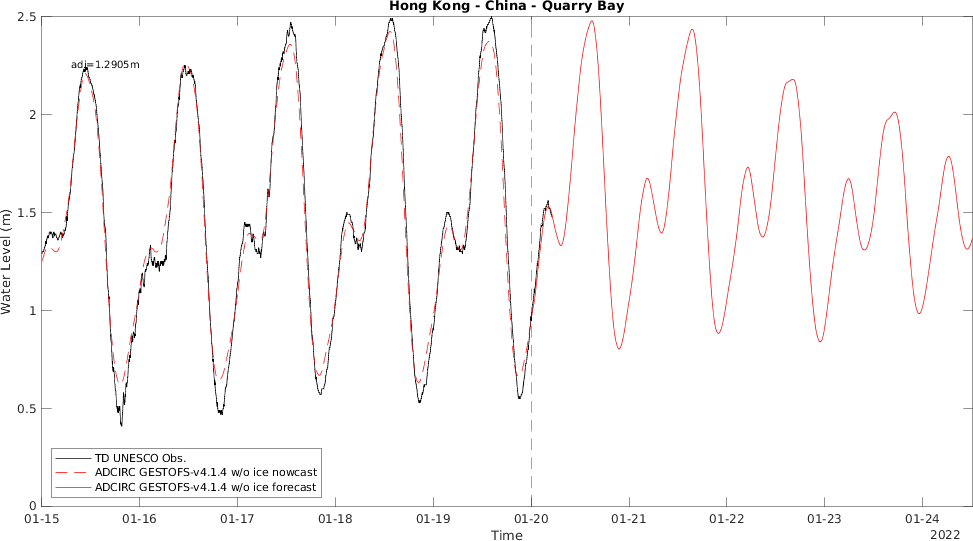 Hong Kong - China - Quarry Bay
adj=1.2905m
2.5
2
1.5
1
0.5
0
Water Level (m)
TD UNESCO Obs.
ADCIRC GESTOFS-v4.1.4 w/o ice nowcast
ADCIRC GESTOFS-v4.1.4 w/o ice forecast
01-15 01-16 01-17 01-18 01-19 01-20 01-21 01-22 01-23 01-24
Time
2022